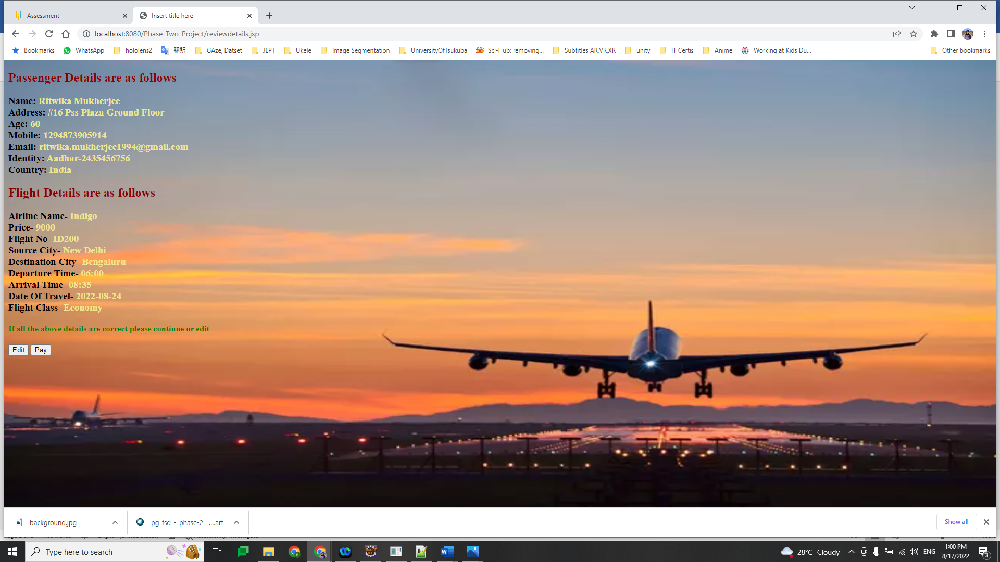 Assessment
Insert title here
localhost:8080/Phase_Two_Project/reviewdetails.jsp
Bookmarks
WhatsApp
hololens2
翻訳
GAze, Datset
JLPT
Ukele
Image Segmentation
UniversityOfTsukuba
Sci-Hub: removing...
Subtitles AR,VR,XR
unity
IT Certis
Anime
Working at Kids Du...
Other bookmarks
Passenger Details are as follows
Name: Ritwika Mukherjee
Address: #16 Pss Plaza Ground Floor
Age: 60
Mobile: 1294873905914
Email: ritwika.mukherjee1994@gmail.com
Identity: Aadhar-2435456756
Country: India
Flight Details are as follows
Airline Name- Indigo
Price- 9000
Flight No- ID200
Source City- New Delhi
Destination City- Bengaluru
Departure Time- 06:00
Arrival Time- 08:35
Date Of Travel- 2022-08-24
Flight Class- Economy
If all the above details are correct please continue or edit
Edit Pay
background.jpg
pg_fsd_-_phase-2__....arf
Show all
Type here to search
28°C Cloudy
ENG
1:00 PM
8/17/2022
3